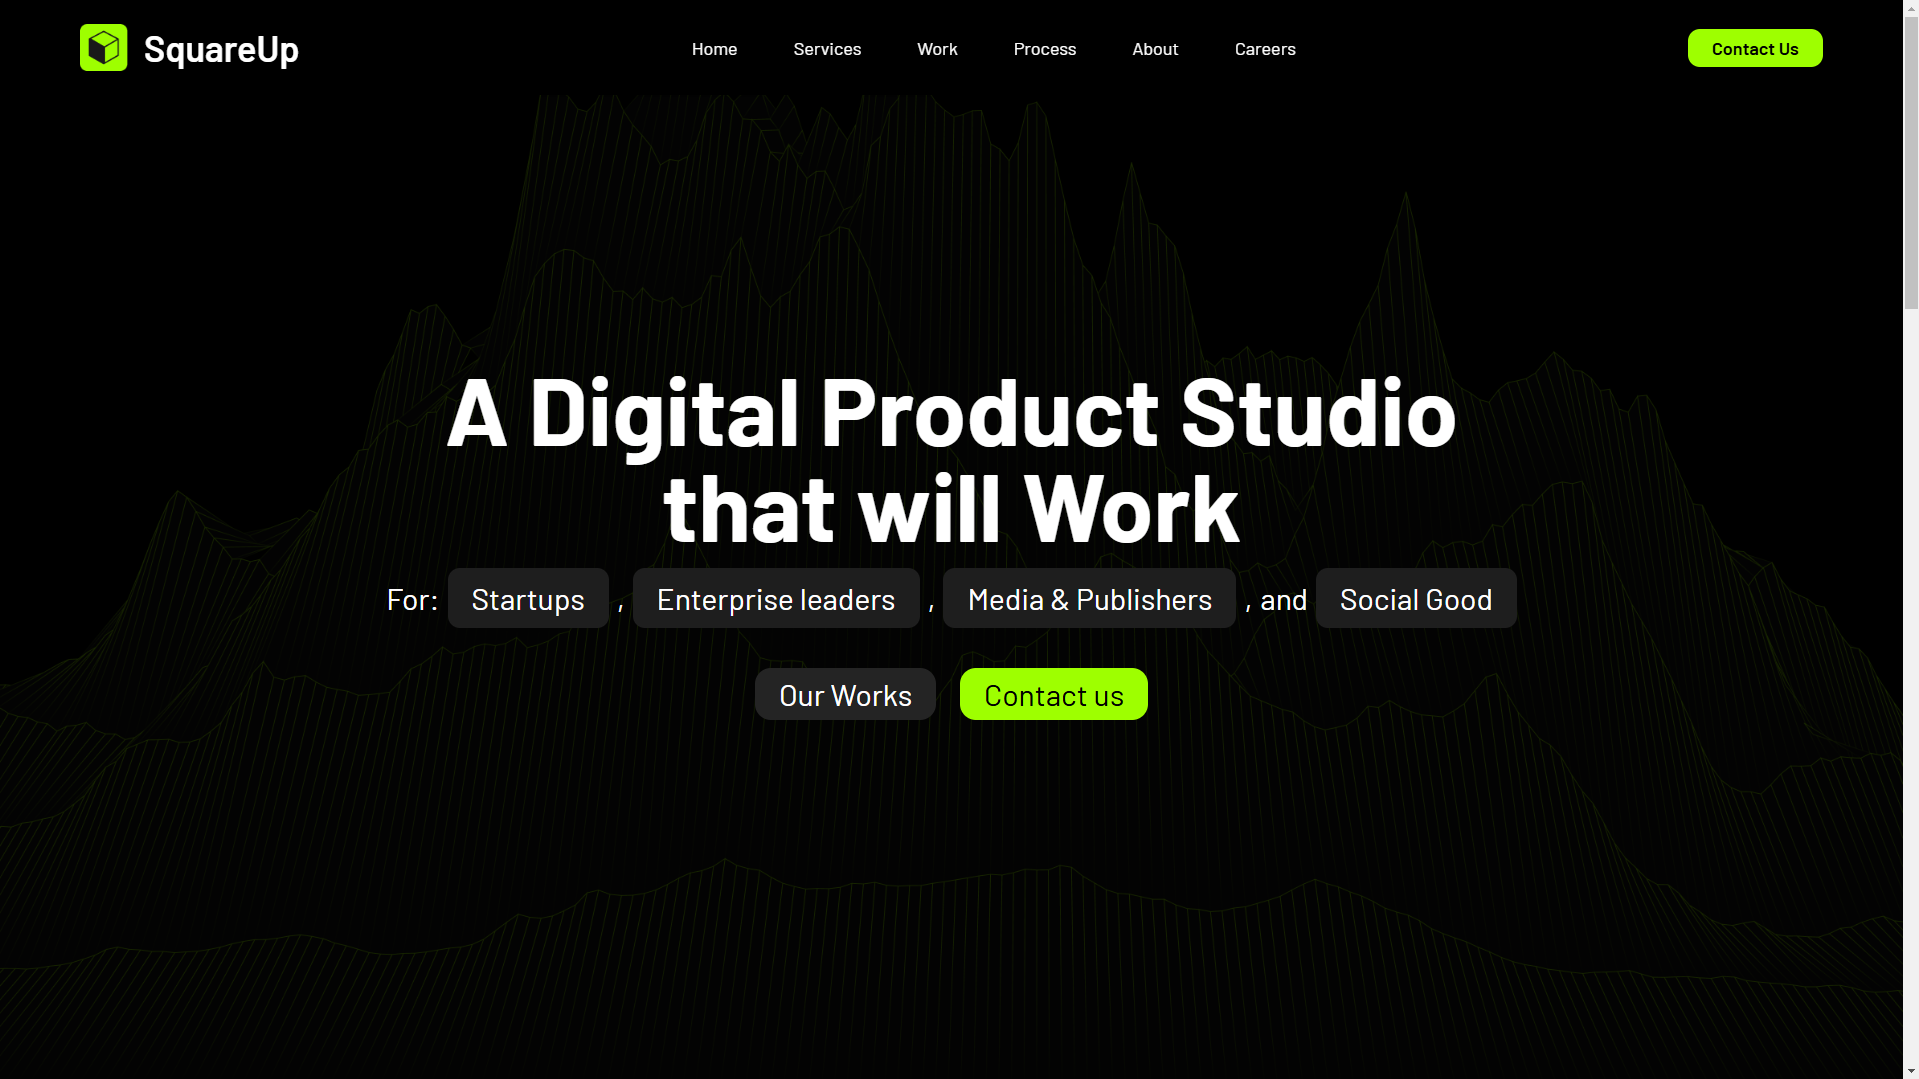 SquareUp
Home Services Work Process About Careers
Contact Us
A Digital Product Studio
that will Work
For: Startups , Enterprise leaders , Media & Publishers , and Social Good
Our Works Contact us